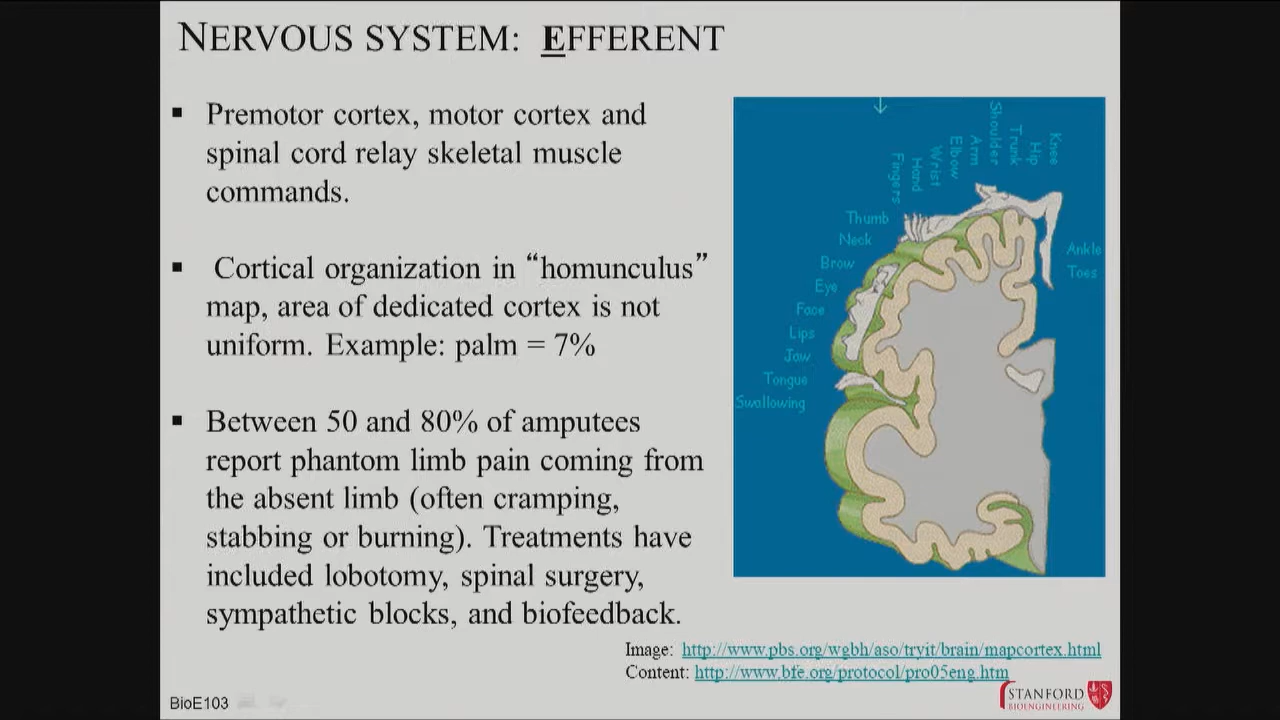 NERVOUS SYSTEM: EFFERENT
▪ Premotor cortex, motor cortex and
spinal cord relay skeletal muscle
commands.
▪ Cortical organization in “homunculus”
map, area of dedicated cortex is not
uniform. Example: palm = 7%
▪ Between 50 and 80% of amputees
report phantom limb pain coming from
the absent limb (often cramping,
stabbing or burning). Treatments have
included lobotomy, spinal surgery,
sympathetic blocks, and biofeedback.
Swallowing
Tongue
Jaw
Lips
Face
Eye
Brow
Neck
Thumb
Fingers
Hand
Wrist
Elbow
Arm
Shoulder
Trunk
Hip
Knee
Ankle
Toes
Image: http://www.pbs.org/wgbh/aso/tryit/brain/mapcortex.html
Content: http://www.bfe.org/protocol/pro05eng.htm
BioE103
STANFORD
BIOENGINEERING